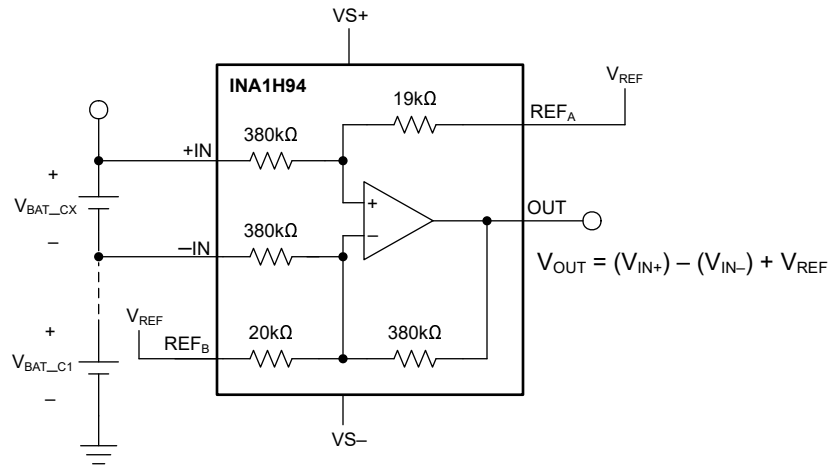 VS+
INA1H94
19kΩ
V_REF
REF_A
380kΩ
+IN
+
V_BAT_CX
–
+
–
OUT
380kΩ
–IN
V_OUT = (V_IN+) – (V_IN–) + V_REF
V_REF
+
V_BAT_C1
–
REF_B
20kΩ
380kΩ
VS–